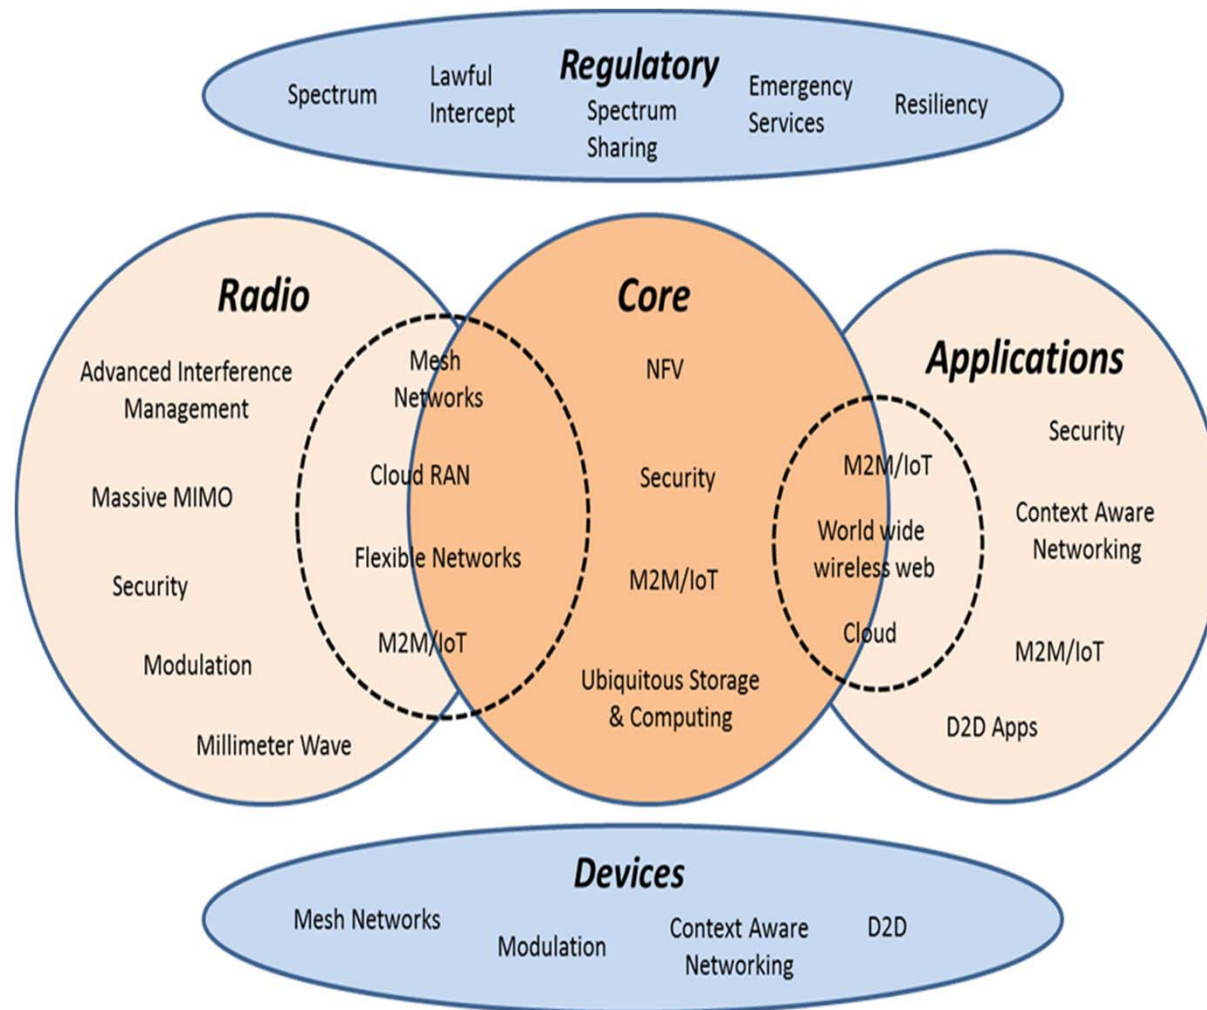 Regulatory
Spectrum
Lawful
Intercept
Spectrum
Sharing
Emergency
Services
Resiliency
Radio
Advanced Interference
Management
Massive MIMO
Security
Modulation
Millimeter Wave
Mesh
Networks
Cloud RAN
Flexible Networks
M2M/IoT
Core
NFV
Security
M2M/IoT
Ubiquitous Storage
& Computing
M2M/IoT
World wide
wireless web
Cloud
Applications
Security
Context Aware
Networking
M2M/IoT
D2D Apps
Devices
Mesh Networks
Modulation
Context Aware
Networking
D2D